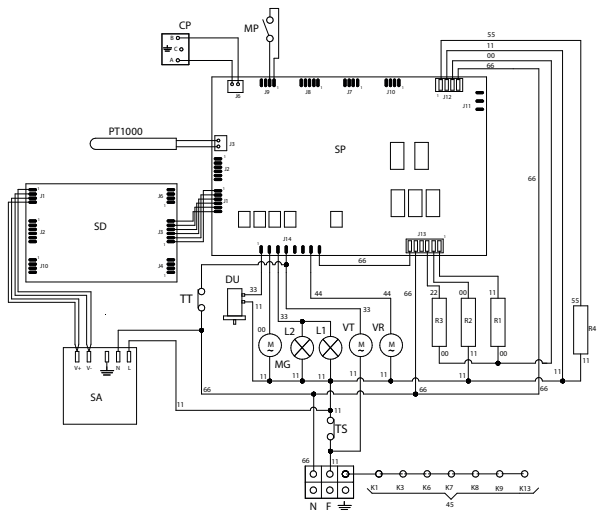 CP
MP
B
C
A
55
11
00
66
J6
J9
J8
J7
J10
J12
J11
PT1000
J3
SP
J2
J1
66
SD
J1
J6
J2
J3
J10
J4
J14
J13
66
DU
TT
33
11
33
44
33
44
66
22
00
11
55
00
L2
L1
VT
VR
R3
R2
R1
R4
M
~
M
~
M
~
MG
00
11
00
11
V+
V-
N
L
SA
11
11
11
11
11
11
11
66
66
11
11
TS
66
11
N
F
K1
K3
K6
K7
K8
K9
K13
45